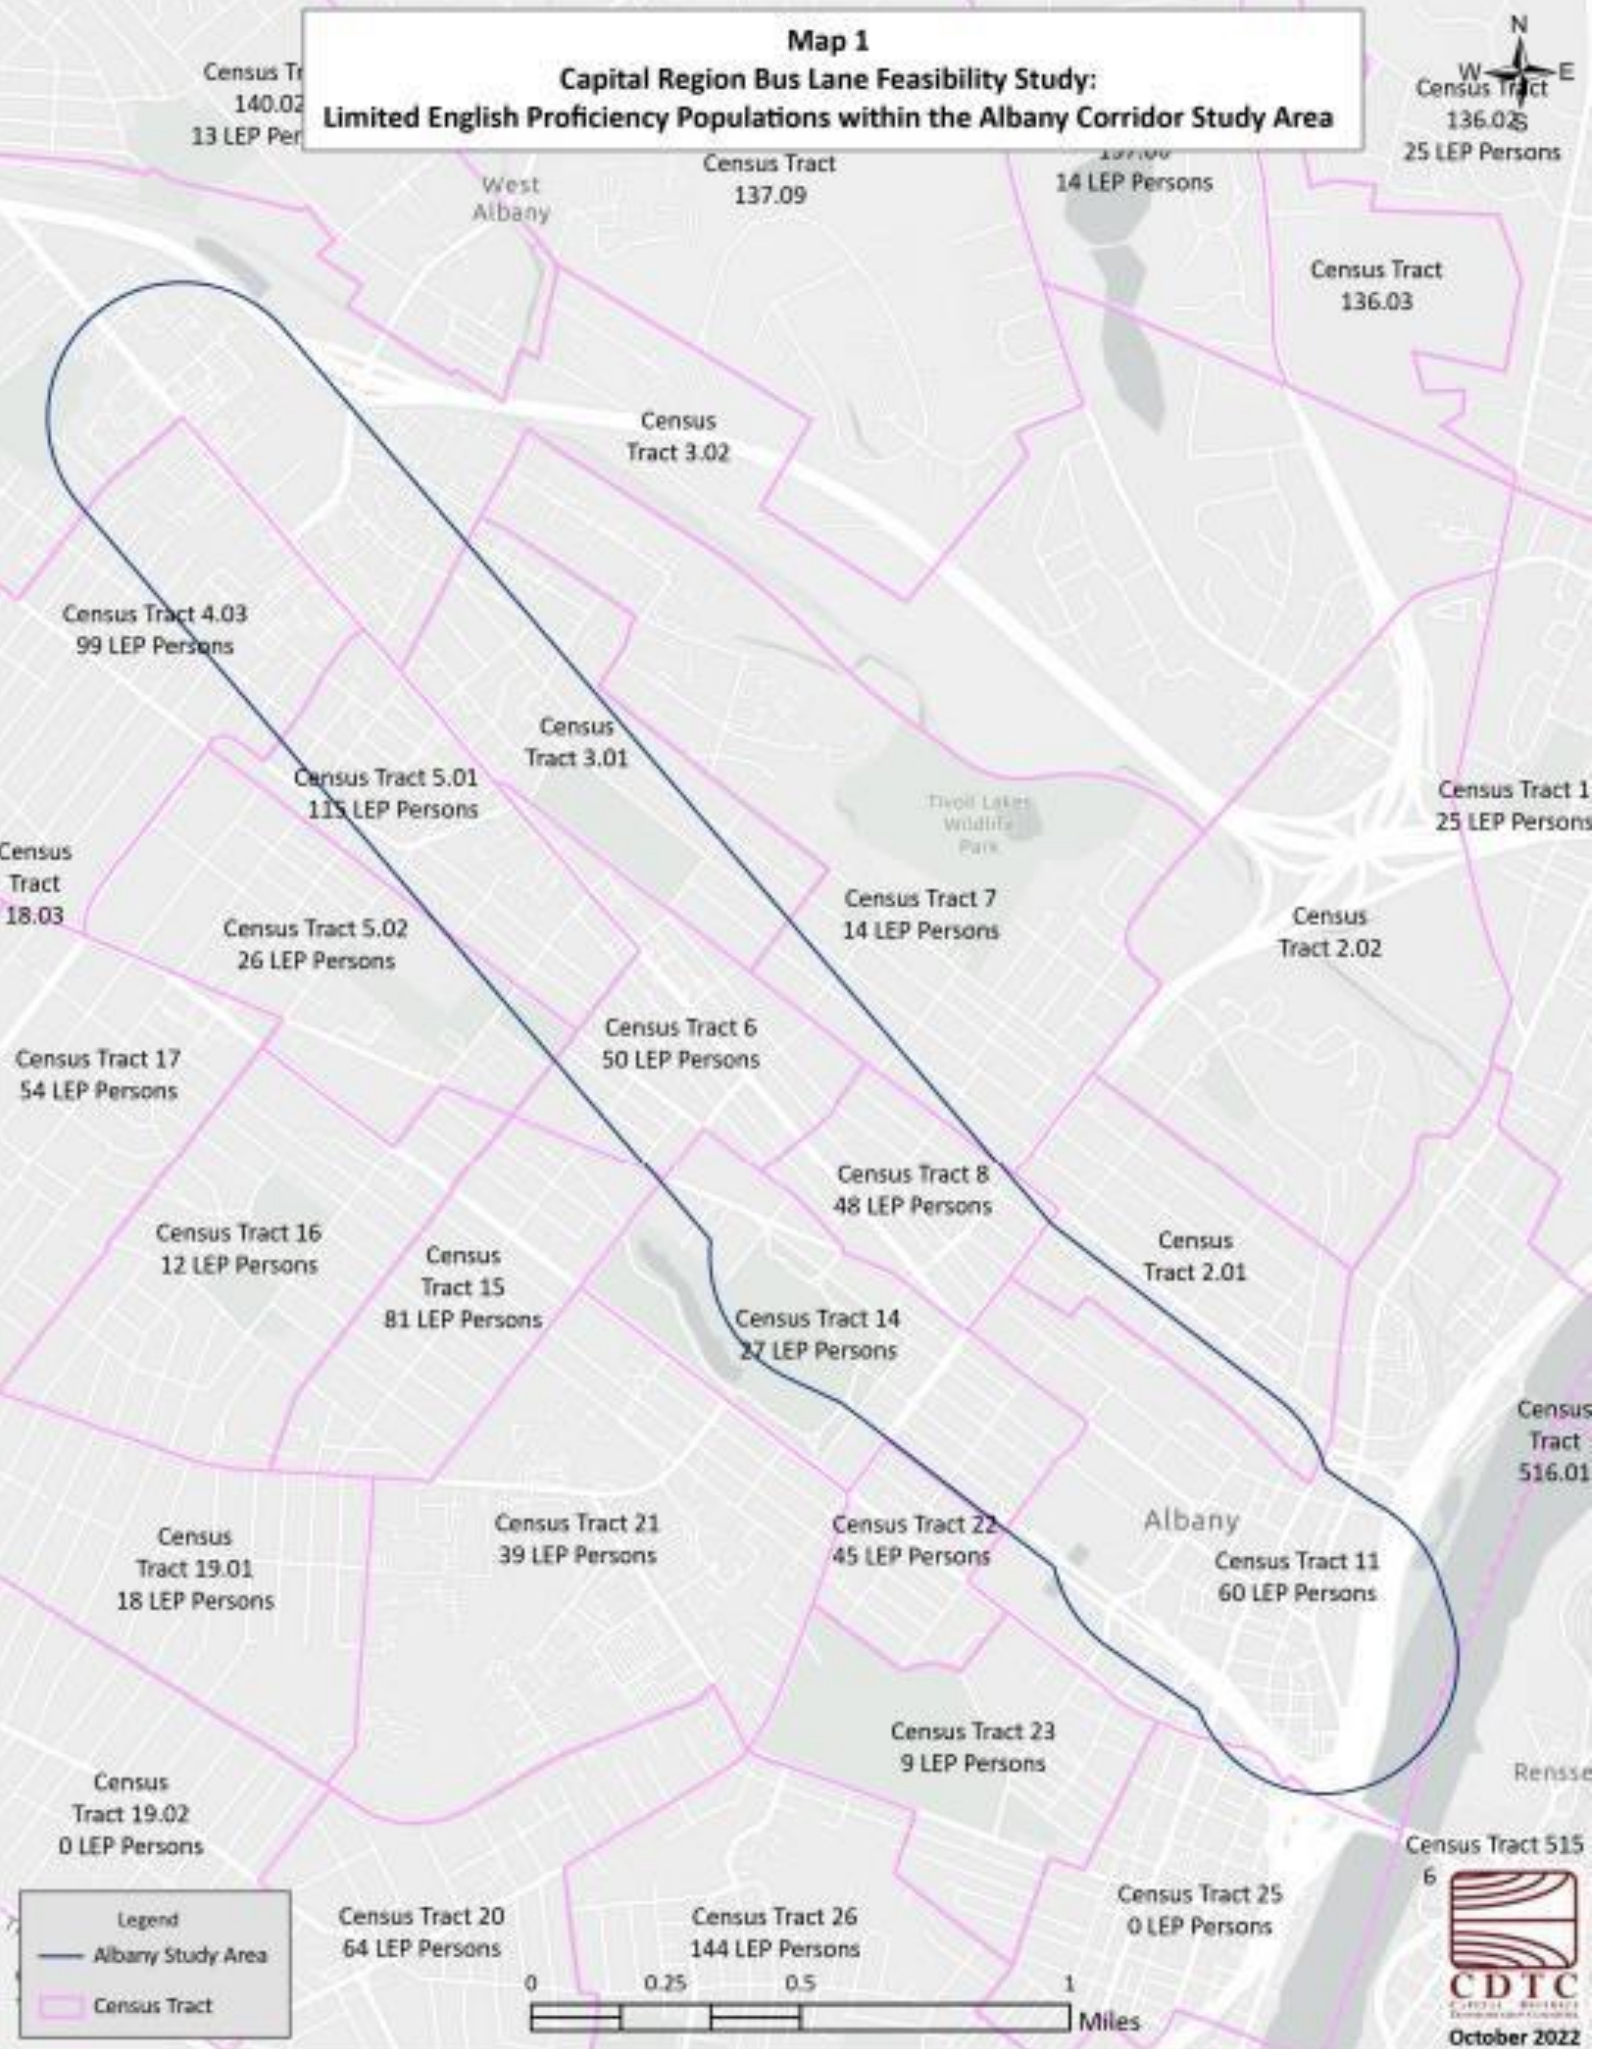 Map 1
Capital Region Bus Lane Feasibility Study:
Limited English Proficiency Populations within the Albany Corridor Study Area
N
W
E
S
Census Tr
140.02
13 LEP Per
West
Albany
Census Tract
137.09
14 LEP Persons
Census Tract
136.02
25 LEP Persons
Census Tract
136.03
Census
Tract 3.02
Census Tract 4.03
99 LEP Persons
Census
Tract 3.01
Census Tract 5.01
115 LEP Persons
Tivoli Lakes
Wildlife
Park
Census Tract 1
25 LEP Persons
Census
Tract
18.03
Census Tract 7
14 LEP Persons
Census
Tract 2.02
Census Tract 5.02
26 LEP Persons
Census Tract 6
50 LEP Persons
Census Tract 17
54 LEP Persons
Census Tract 8
48 LEP Persons
Census Tract 16
12 LEP Persons
Census
Tract 15
81 LEP Persons
Census
Tract 2.01
Census Tract 14
27 LEP Persons
Census
Tract
516.01
Census
Tract 19.01
18 LEP Persons
Census Tract 21
39 LEP Persons
Census Tract 22
45 LEP Persons
Albany
Census Tract 11
60 LEP Persons
Census Tract 23
9 LEP Persons
Rensse
Census
Tract 19.02
0 LEP Persons
Census Tract 515
6
Census Tract 20
64 LEP Persons
Census Tract 26
144 LEP Persons
Census Tract 25
0 LEP Persons
Legend
Albany Study Area
Census Tract
0
0.25
0.5
1
Miles
CDTC
October 2022